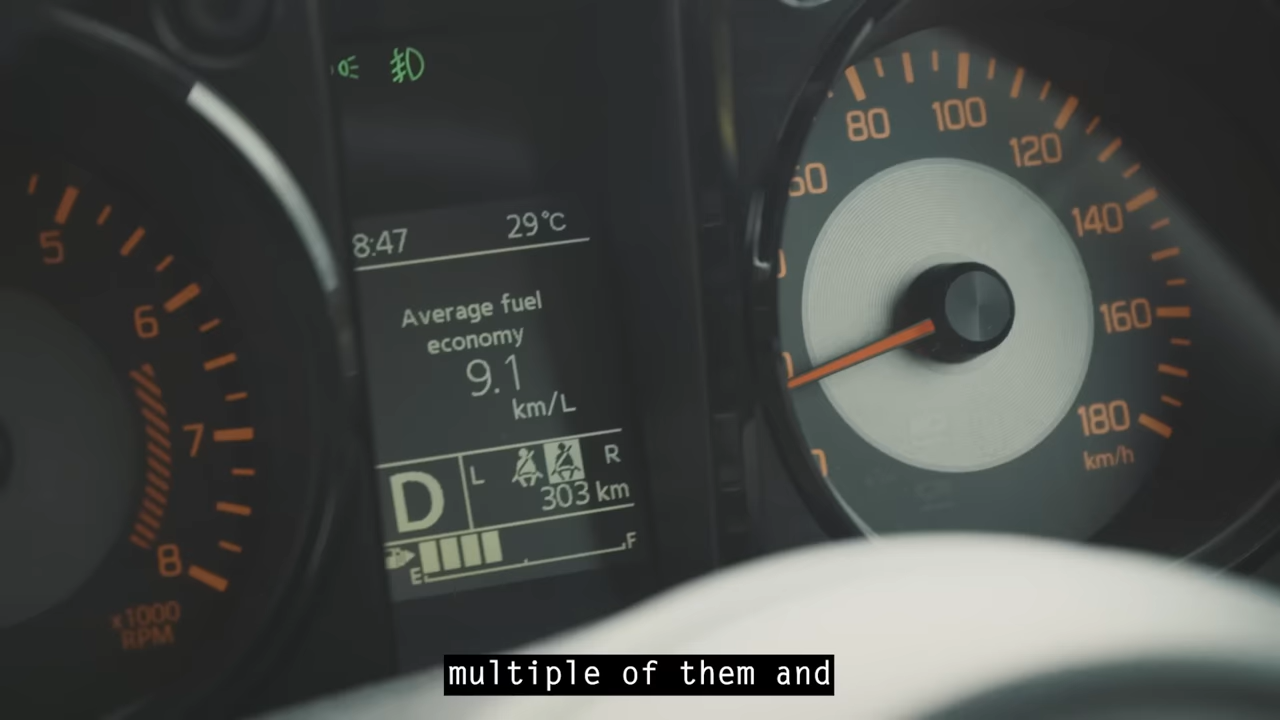 5
6
7
8
x1000
RPM
8:47 29°C
Average fuel
economy
9.1
km/L
D L R
303 km
E F
80
100
120
140
160
180
km/h
multiple of them and